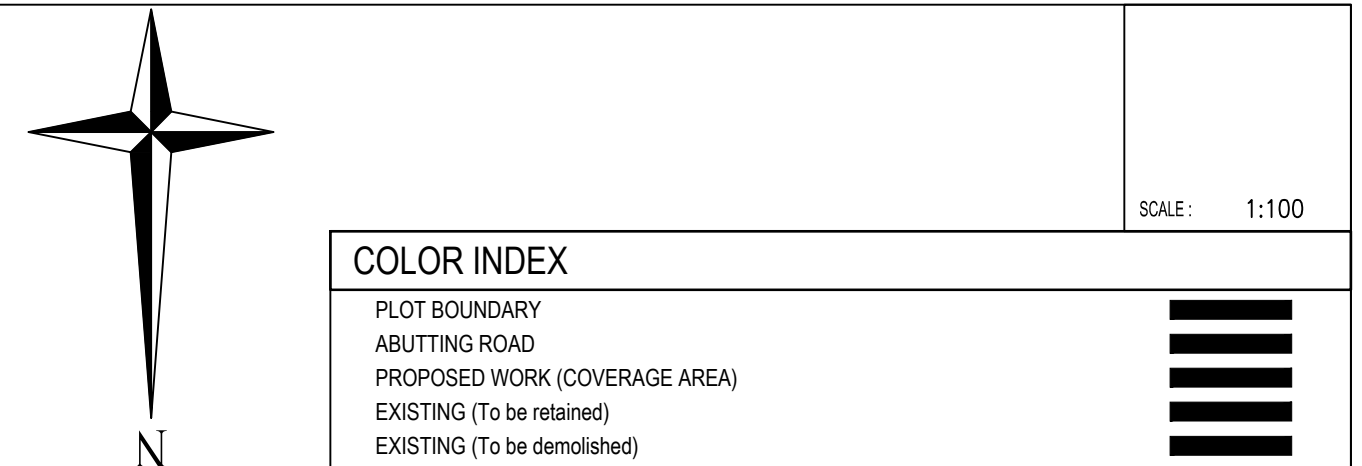 SCALE : 1:100
COLOR INDEX
PLOT BOUNDARY
ABUTTING ROAD
PROPOSED WORK (COVERAGE AREA)
EXISTING (To be retained)
EXISTING (To be demolished)
N